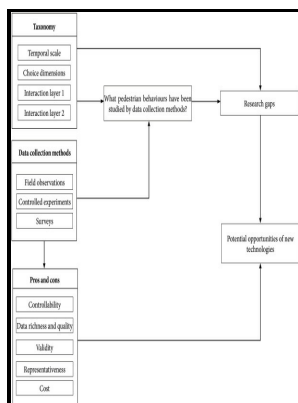 Taxonomy
Temporal scale
Choice dimensions
Interaction layer 1
Interaction layer 2
What pedestrian behaviours have been
studied by data collection methods?
Research gaps
Data collection methods
Field observations
Controlled experiments
Surveys
Potential opportunities of new
technologies
Pros and cons
Controllability
Data richness and quality
Validity
Representativeness
Cost